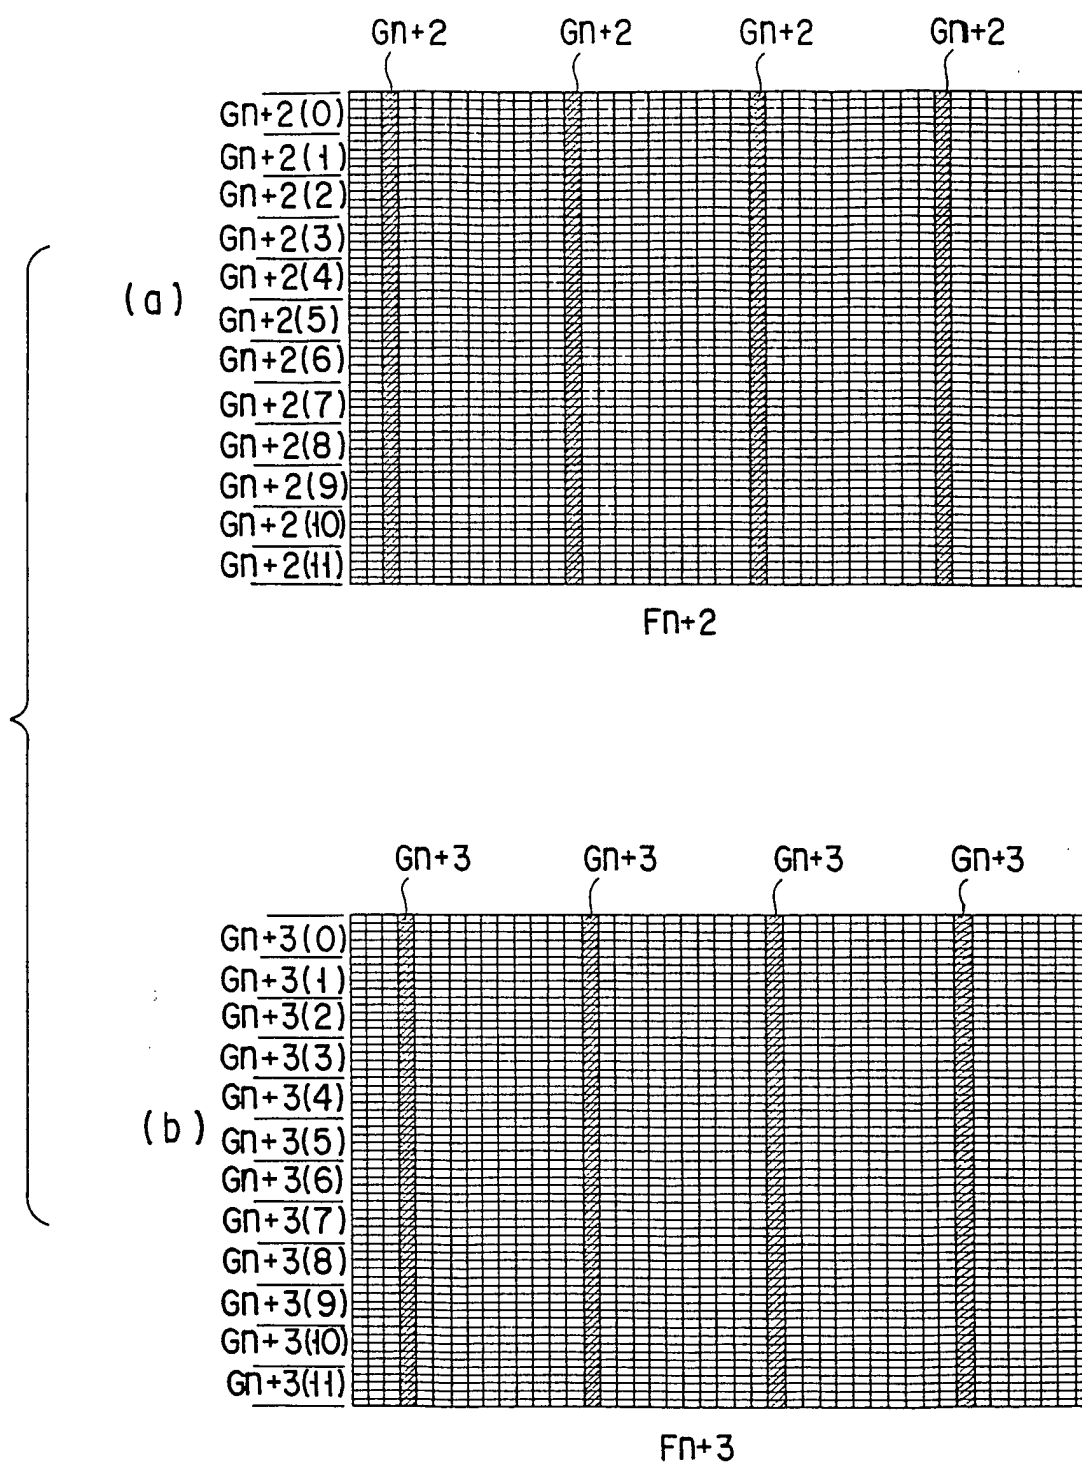 Gn+2 Gn+2 Gn+2 Gn+2
Gn+2(0)
Gn+2(1)
Gn+2(2)
Gn+2(3)
Gn+2(4)
(a)
Gn+2(5)
Gn+2(6)
Gn+2(7)
Gn+2(8)
Gn+2(9)
Gn+2(10)
Gn+2(11)
Fn+2
Gn+3 Gn+3 Gn+3 Gn+3
Gn+3(0)
Gn+3(1)
Gn+3(2)
Gn+3(3)
Gn+3(4)
(b)
Gn+3(5)
Gn+3(6)
Gn+3(7)
Gn+3(8)
Gn+3(9)
Gn+3(10)
Gn+3(11)
Fn+3